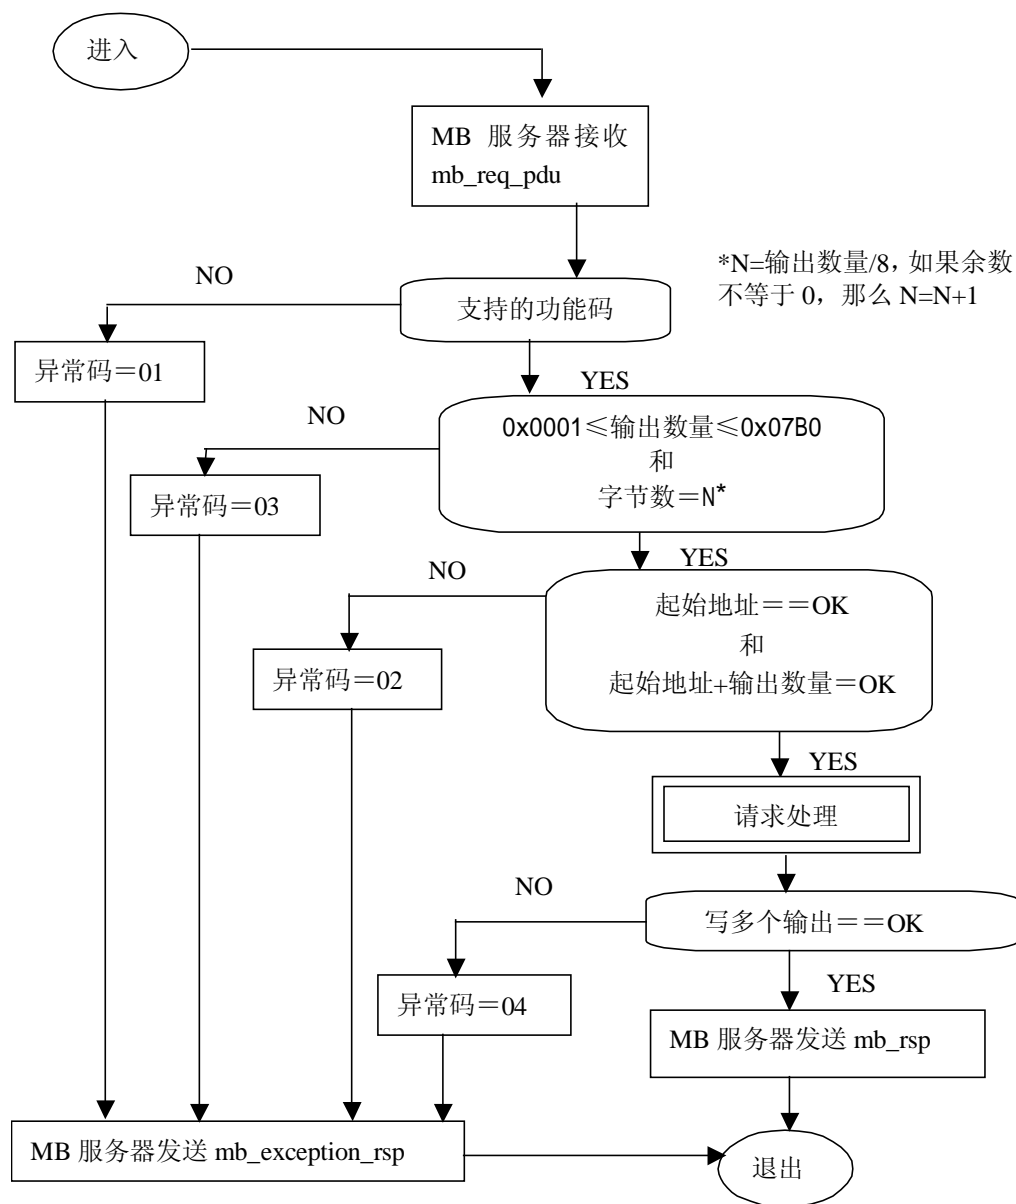 进入
MB 服务器接收
mb_req_pdu
*N=输出数量/8，如果余数
不等于 0，那么 N=N+1
NO
支持的功能码
异常码＝01
YES
NO
0x0001≤输出数量≤0x07B0
和
字节数＝N*
异常码＝03
YES
NO
起始地址＝＝OK
和
起始地址+输出数量＝OK
异常码＝02
YES
请求处理
NO
写多个输出＝＝OK
YES
异常码＝04
MB 服务器发送 mb_rsp
MB 服务器发送 mb_exception_rsp
退出